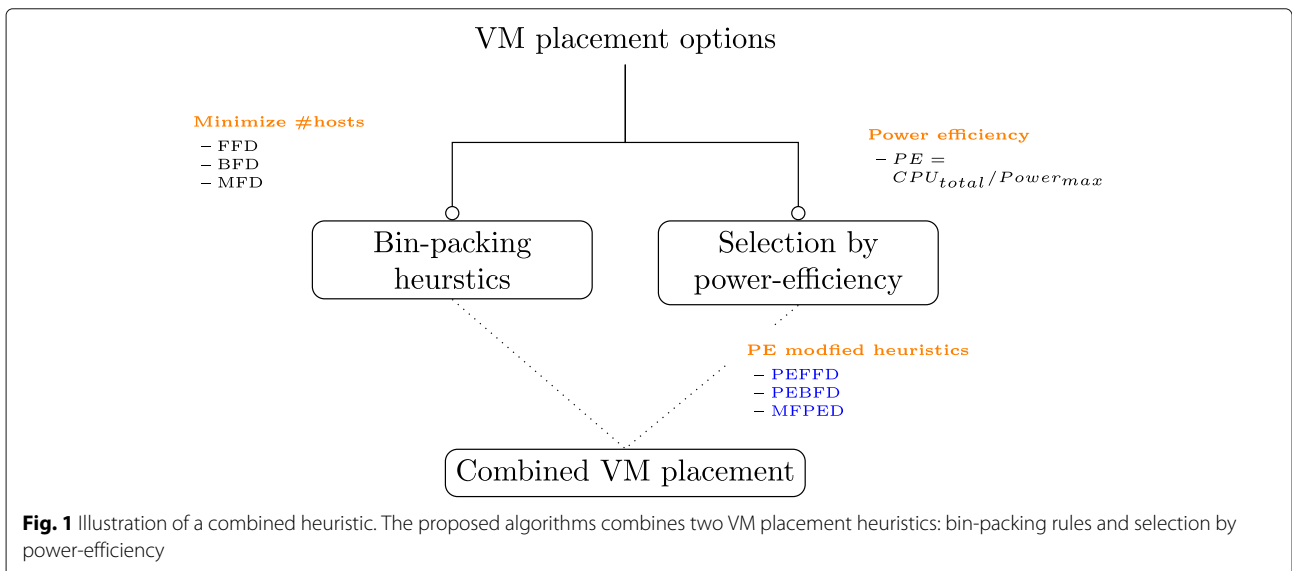 VM placement options
Minimize #hosts
– FFD
– BFD
– MFD
Power efficiency
– PE =
CPU_total/Power_max
Bin-packing
heurstics
Selection by
power-efficiency
PE modfied heuristics
– PEFFD
– PEBFD
– MFPED
Combined VM placement
Fig. 1 Illustration of a combined heuristic. The proposed algorithms combines two VM placement heuristics: bin-packing rules and selection by
power-efficiency